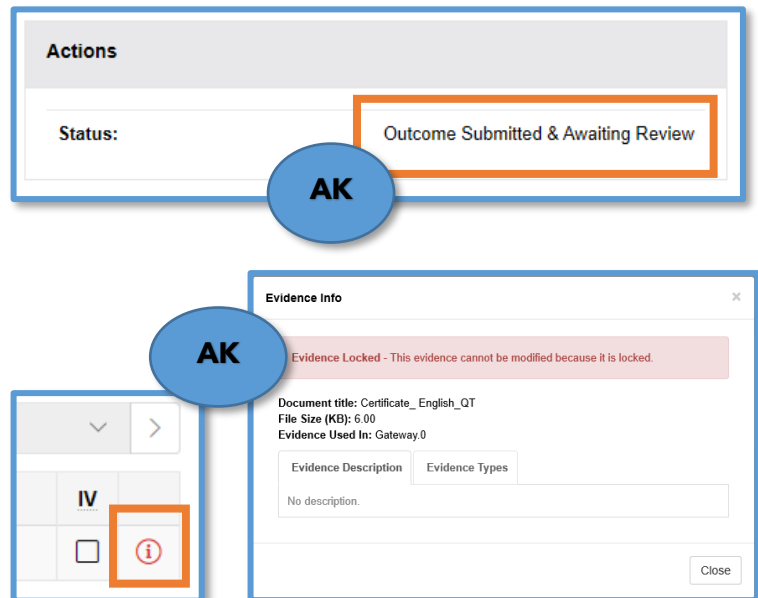 Actions
Status: Outcome Submitted & Awaiting Review
AK
Evidence Info ×
AK
Evidence Locked - This evidence cannot be modified because it is locked.
Document title: Certificate_ English_QT
File Size (KB): 6.00
Evidence Used In: Gateway.0
Evidence Description Evidence Types
No description.
IV
Close